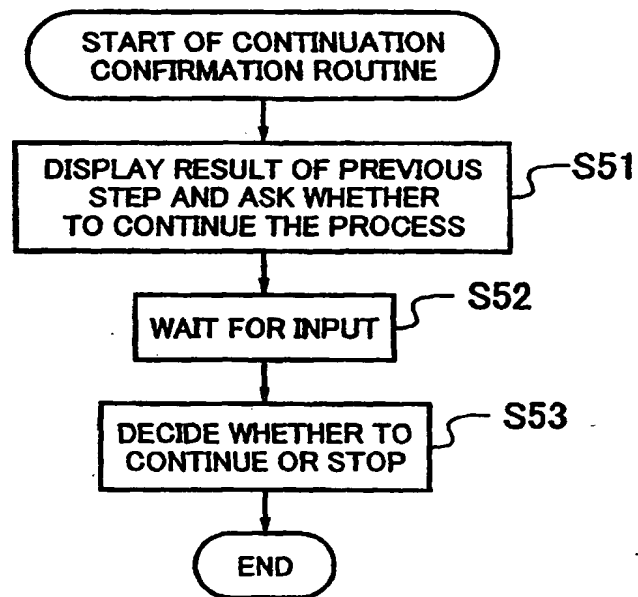 START OF CONTINUATION
CONFIRMATION ROUTINE
DISPLAY RESULT OF PREVIOUS
STEP AND ASK WHETHER
TO CONTINUE THE PROCESS
S51
WAIT FOR INPUT
S52
DECIDE WHETHER TO
CONTINUE OR STOP
S53
END